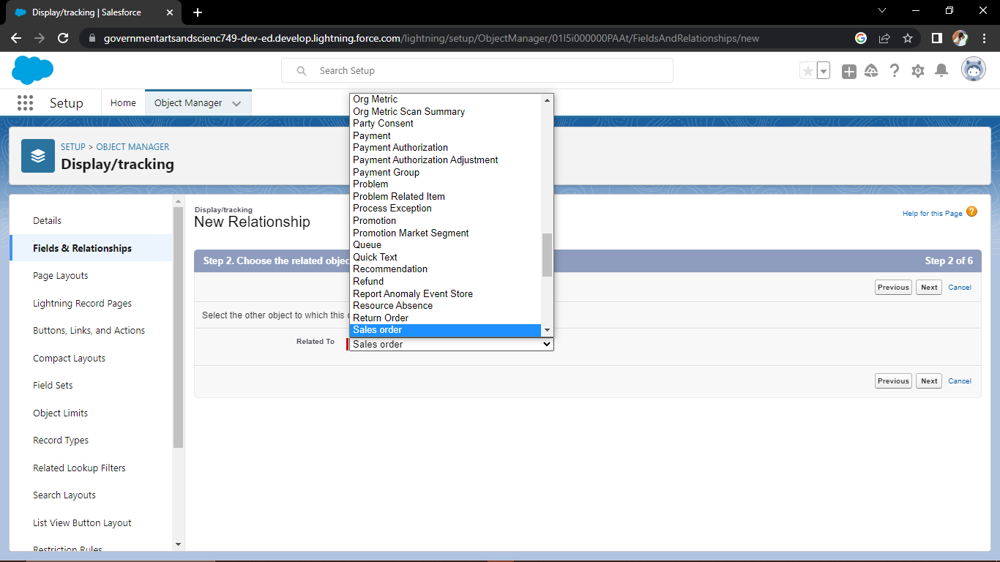 Display/tracking | Salesforce
governmentartsandscienc749-dev-ed.develop.lightning.force.com/lightning/setup/ObjectManager/01I5i000000PAAt/FieldsAndRelationships/new
Search Setup
Setup
Home
Object Manager
SETUP > OBJECT MANAGER
Display/tracking
Details
Fields & Relationships
Page Layouts
Lightning Record Pages
Buttons, Links, and Actions
Compact Layouts
Field Sets
Object Limits
Record Types
Related Lookup Filters
Search Layouts
List View Button Layout
Restriction Rules
Display/tracking
New Relationship
Help for this Page
Step 2. Choose the related objec
Step 2 of 6
Previous Next Cancel
Select the other object to which this
Org Metric
Org Metric Scan Summary
Party Consent
Payment
Payment Authorization
Payment Authorization Adjustment
Payment Group
Problem
Problem Related Item
Process Exception
Promotion
Promotion Market Segment
Queue
Quick Text
Recommendation
Refund
Report Anomaly Event Store
Resource Absence
Return Order
Sales order
Related To
Sales order
Previous Next Cancel